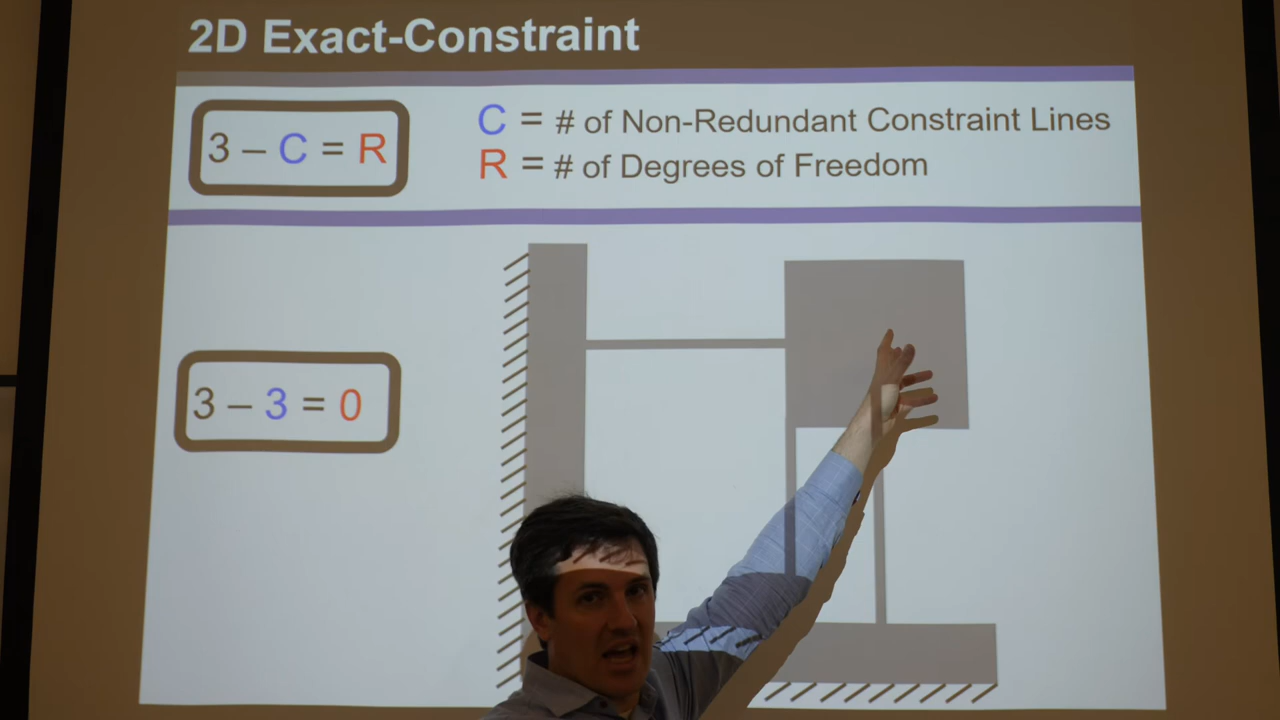 2D Exact-Constraint
3 – C = R
C = # of Non-Redundant Constraint Lines
R = # of Degrees of Freedom
3 – 3 = 0